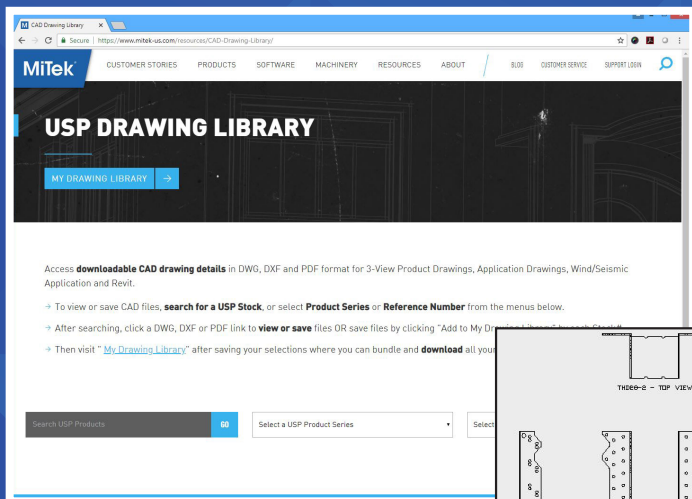 CAD Drawing Library
Secure | https://www.mitek-us.com/resources/CAD-Drawing-Library/
MiTek
CUSTOMER STORIES PRODUCTS SOFTWARE MACHINERY RESOURCES ABOUT BLOG CUSTOMER SERVICE SUPPORT LOGIN
USP DRAWING LIBRARY
MY DRAWING LIBRARY →
Access downloadable CAD drawing details in DWG, DXF and PDF format for 3-View Product Drawings, Application Drawings, Wind/Seismic
Application and Revit.
→ To view or save CAD files, search for a USP Stock, or select Product Series or Reference Number from the menus below.
→ After searching, click a DWG, DXF or PDF link to view or save files OR save files by clicking "Add to My Drawing Library" by each Stock#.
→ Then visit " My Drawing Library" after saving your selections where you can bundle and download all your
THD28-2 - TOP VIEW
Search USP Products GO Select a USP Product Series Select